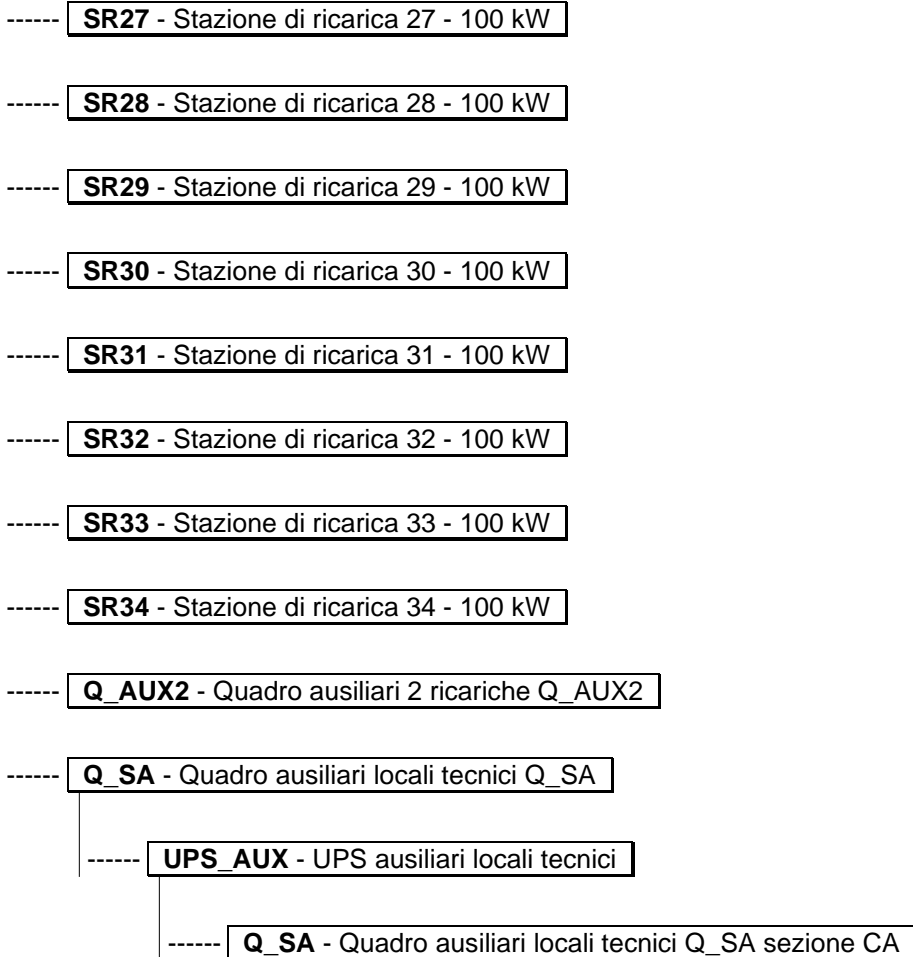 ------ SR27 - Stazione di ricarica 27 - 100 kW
------ SR28 - Stazione di ricarica 28 - 100 kW
------ SR29 - Stazione di ricarica 29 - 100 kW
------ SR30 - Stazione di ricarica 30 - 100 kW
------ SR31 - Stazione di ricarica 31 - 100 kW
------ SR32 - Stazione di ricarica 32 - 100 kW
------ SR33 - Stazione di ricarica 33 - 100 kW
------ SR34 - Stazione di ricarica 34 - 100 kW
------ Q_AUX2 - Quadro ausiliari 2 ricariche Q_AUX2
------ Q_SA - Quadro ausiliari locali tecnici Q_SA
------ UPS_AUX - UPS ausiliari locali tecnici
------ Q_SA - Quadro ausiliari locali tecnici Q_SA sezione CA